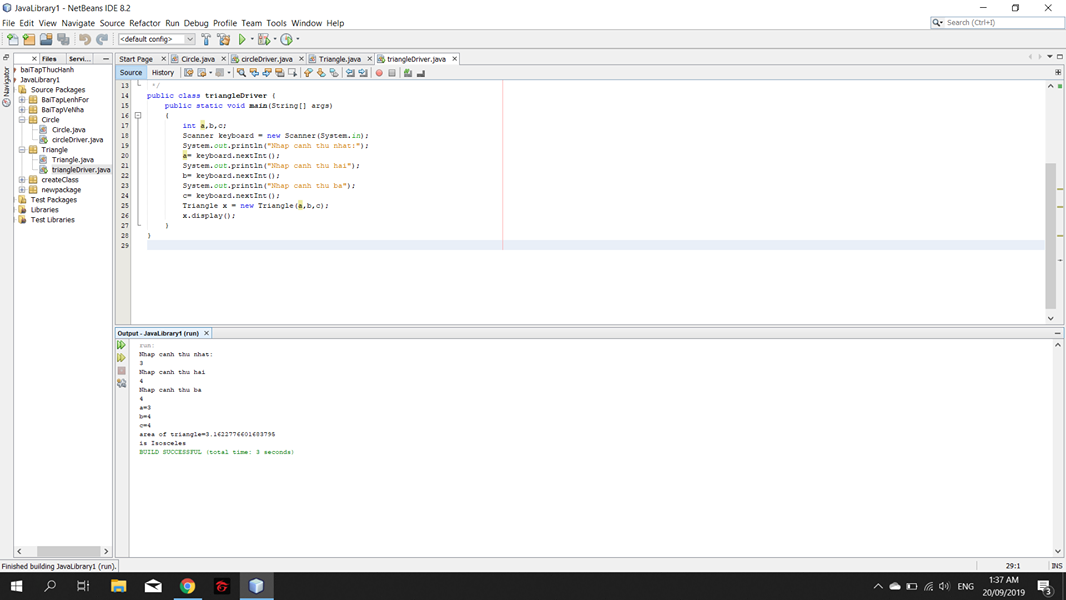 JavaLibrary1 - NetBeans IDE 8.2
File Edit View Navigate Source Refactor Run Debug Profile Team Tools Window Help
Search (Ctrl+I)
<default config>
Files Servi...
Start Page Circle.java circleDriver.java Triangle.java triangleDriver.java
Source History
Navigator
baiTapThucHanh
JavaLibrary1
Source Packages
BaiTapLenhFor
BaiTapVeNha
Circle
Circle.java
circleDriver.java
Triangle
Triangle.java
triangleDriver.java
createClass
newpackage
Test Packages
Libraries
Test Libraries
13 */
14 public class triangleDriver {
15 public static void main(String[] args)
16 {
17 int a,b,c;
18 Scanner keyboard = new Scanner(System.in);
19 System.out.println("Nhap canh thu nhat:");
20 a= keyboard.nextInt();
21 System.out.println("Nhap canh thu hai");
22 b= keyboard.nextInt();
23 System.out.println("Nhap canh thu ba");
24 c= keyboard.nextInt();
25 Triangle x = new Triangle(a,b,c);
26 x.display();
27 }
28 }
29
Output - JavaLibrary1 (run)
run:
Nhap canh thu nhat:
3
Nhap canh thu hai
4
Nhap canh thu ba
4
a=3
b=4
c=4
area of triangle=3.1622776601683795
is Isosceles
BUILD SUCCESSFUL (total time: 3 seconds)
Finished building JavaLibrary1 (run).
29:1 INS
ENG
1:37 AM
20/09/2019
3